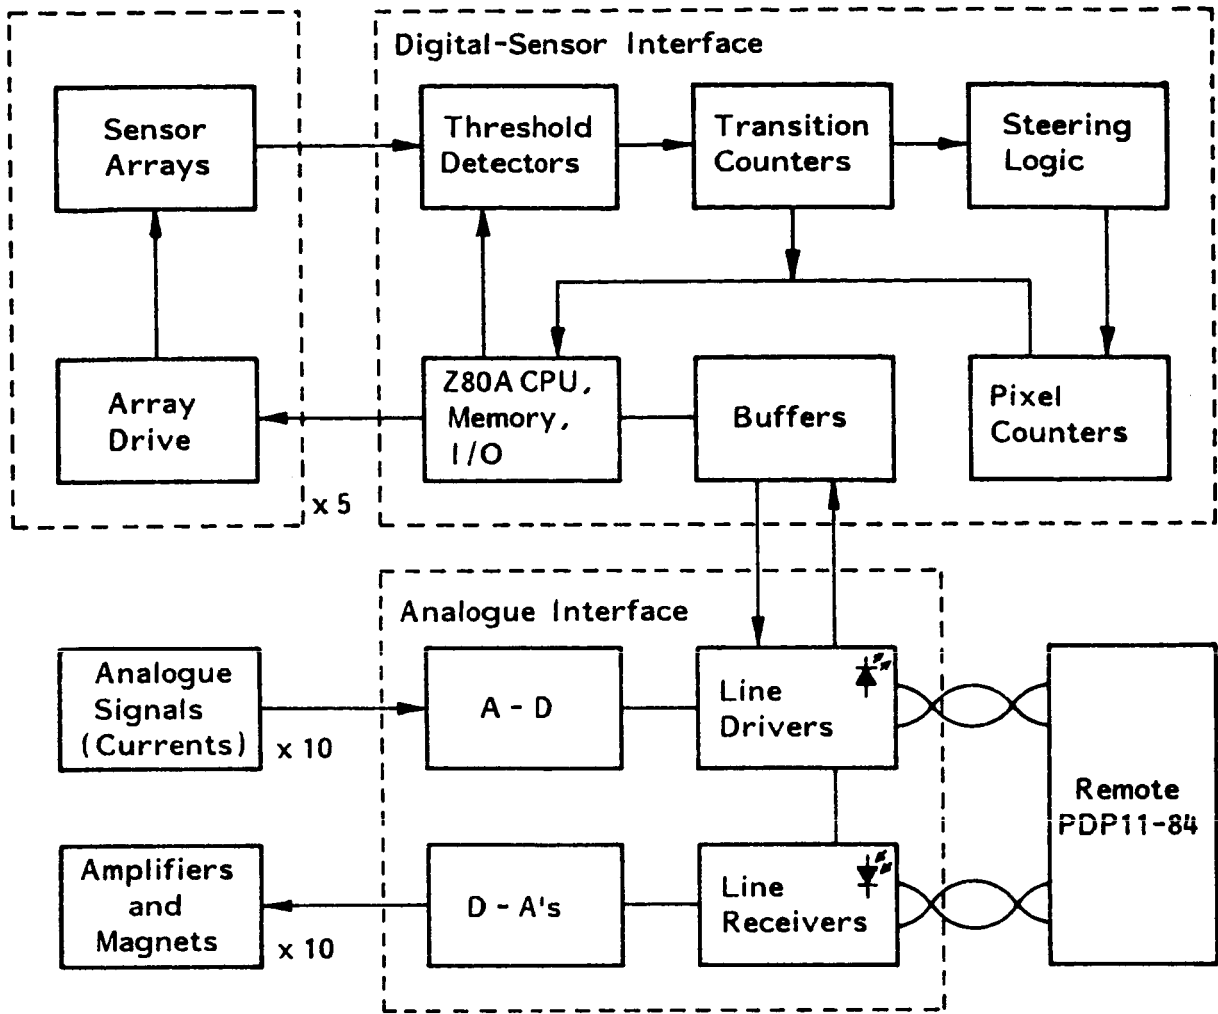 Digital-Sensor Interface
Sensor
Arrays
Threshold
Detectors
Transition
Counters
Steering
Logic
Array
Drive
Z80A CPU,
Memory,
I/O
Buffers
Pixel
Counters
x 5
Analogue Interface
Analogue
Signals
(Currents)
x 10
A - D
Line
Drivers
Remote
PDP11-84
Amplifiers
and
Magnets
x 10
D - A's
Line
Receivers